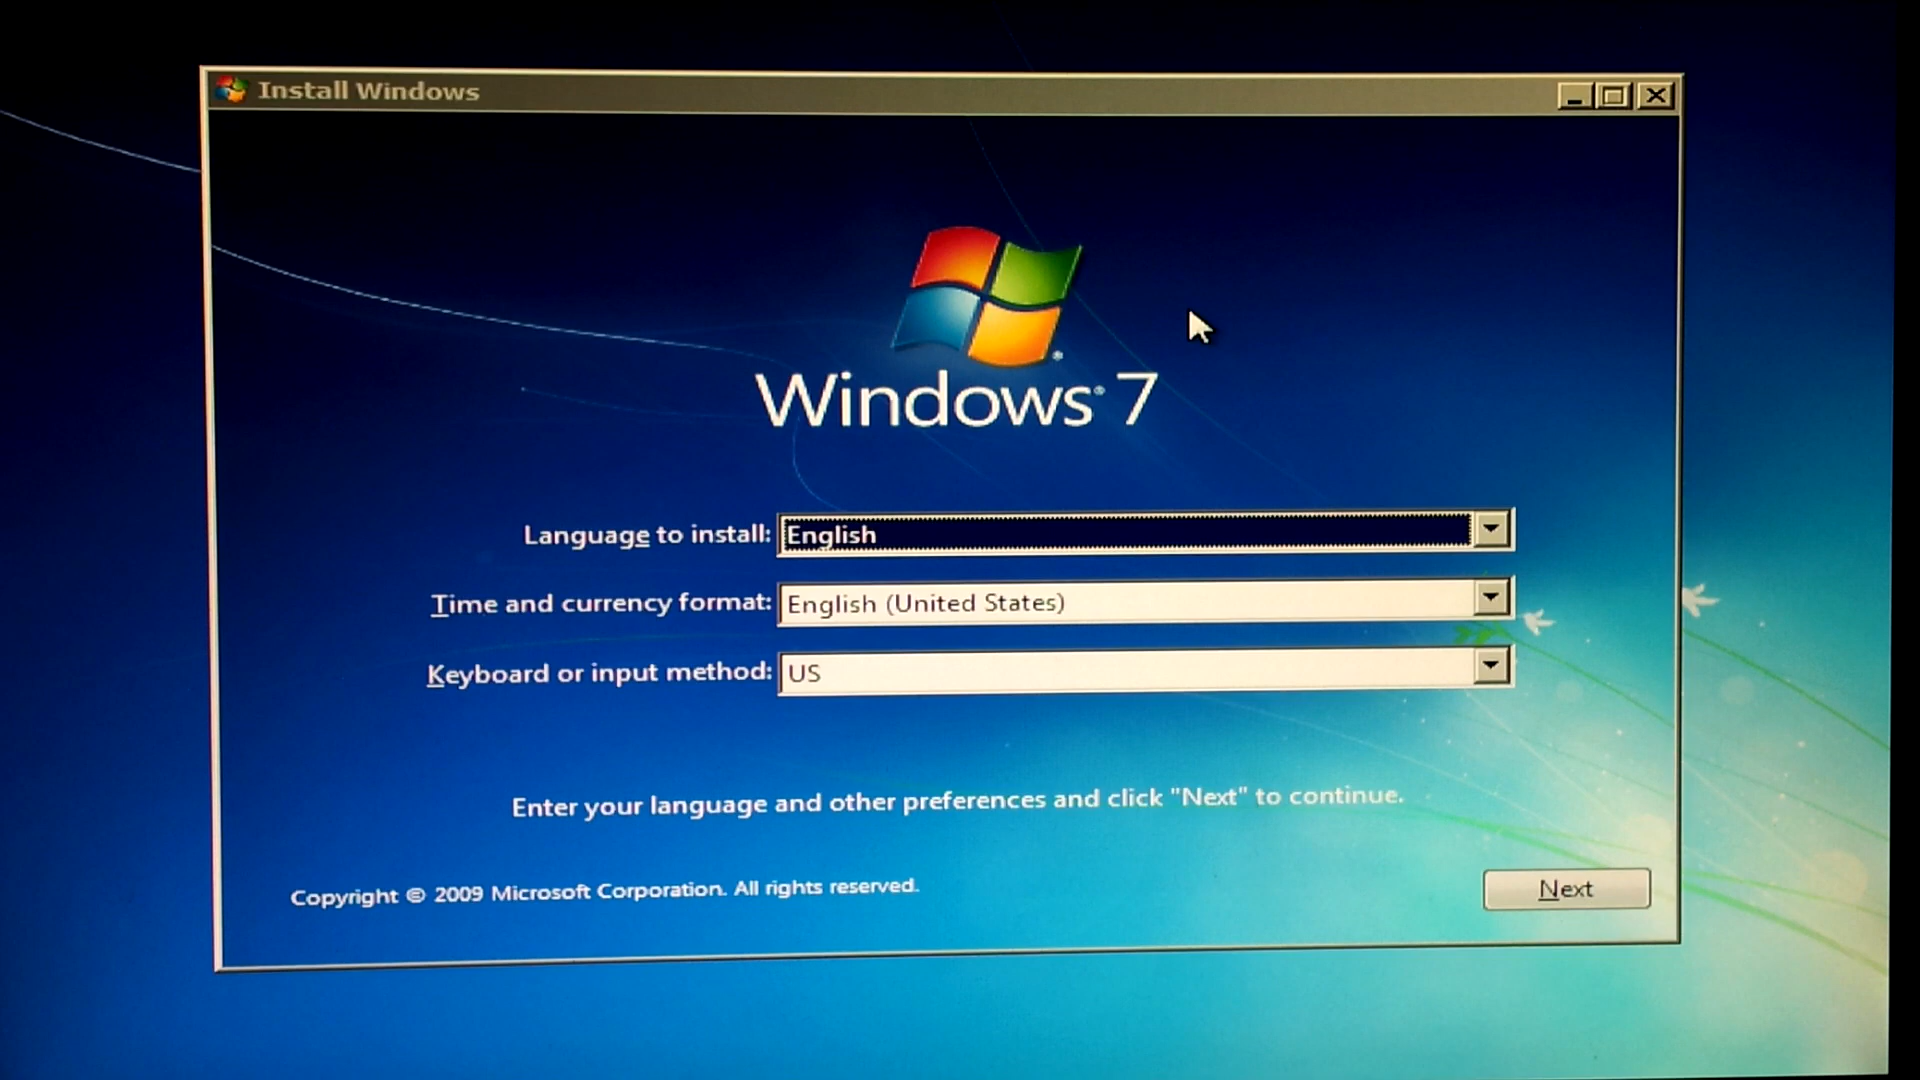 Install Windows
Windows® 7
Language to install: English
Time and currency format: English (United States)
Keyboard or input method: US
Enter your language and other preferences and click "Next" to continue.
Copyright © 2009 Microsoft Corporation. All rights reserved.
Next